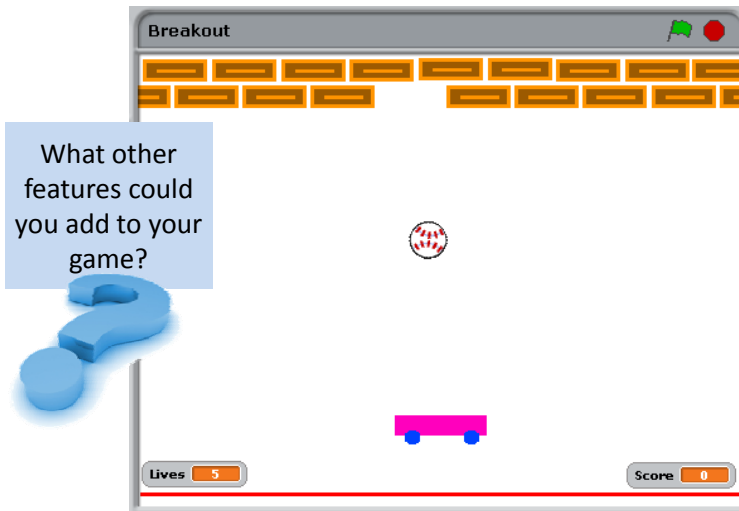 Breakout
What other
features could
you add to your
game?
Lives 5
Score 0